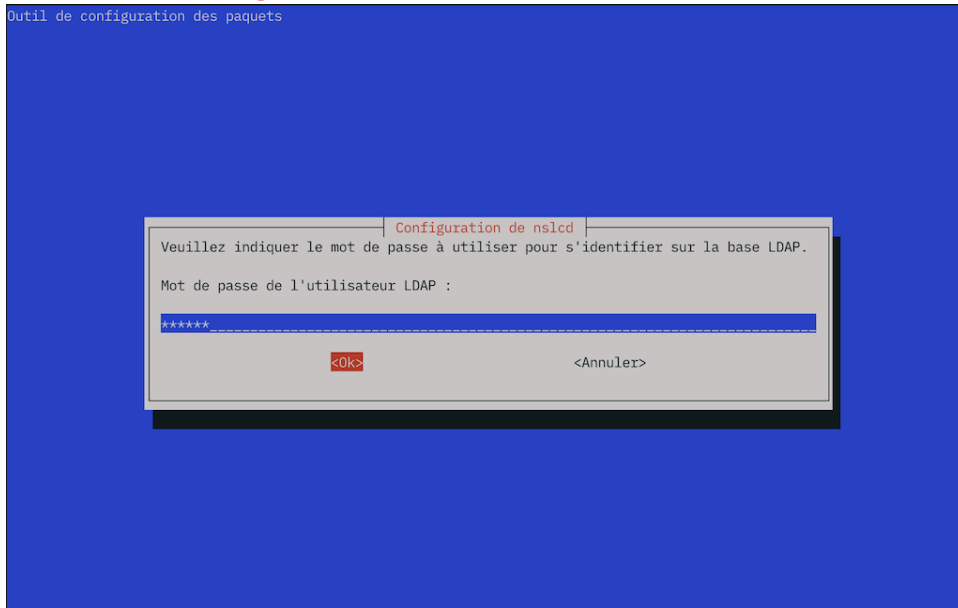 Outil de configuration des paquets
Configuration de nslcd
Veuillez indiquer le mot de passe à utiliser pour s'identifier sur la base LDAP.
Mot de passe de l'utilisateur LDAP :
******
<Ok> <Annuler>